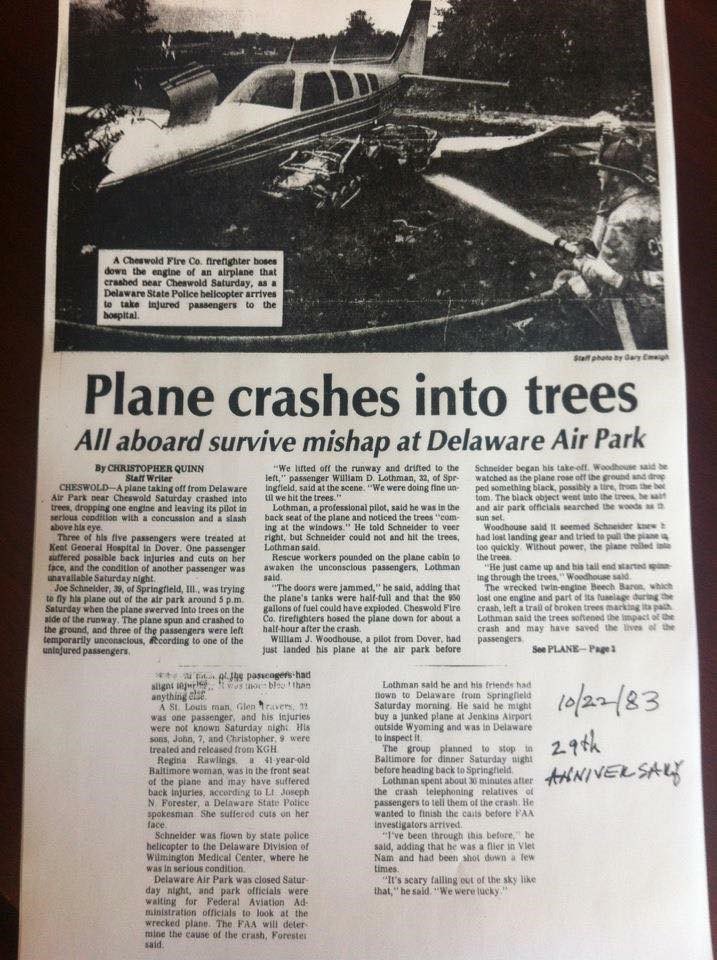 A Cheswold Fire Co. firefighter hoses
down the engine of an airplane that
crashed near Cheswold Saturday, as a
Delaware State Police helicopter arrives
to take injured passengers to the
hospital.
Staff photo by Gary Emeigh
Plane crashes into trees
All aboard survive mishap at Delaware Air Park
By CHRISTOPHER QUINN
Staff Writer
CHESWOLD—A plane taking off from Delaware
Air Park near Cheswold Saturday crashed into
trees, dropping one engine and leaving its pilot in
serious condition with a concussion and a slash
above his eye.
Three of his five passengers were treated at
Kent General Hospital in Dover. One passenger
suffered possible back injuries and cuts on her
face, and the condition of another passenger was
unavailable Saturday night.
Joe Schneider, 39, of Springfield, Ill., was trying
to fly his plane out of the air park around 5 p.m.
Saturday when the plane swerved into trees on the
side of the runway. The plane spun and crashed to
the ground, and three of the passengers were left
temporarily unconscious, according to one of the
uninjured passengers.
"We lifted off the runway and drifted to the
left," passenger William D. Lothman, 32, of Spr-
ingfield, said at the scene. "We were doing fine un-
til we hit the trees."
Lothman, a professional pilot, said he was in the
back seat of the plane and noticed the trees "com-
ing at the windows." He told Schneider to veer
right, but Schneider could not and hit the trees,
Lothman said.
Rescue workers pounded on the plane cabin to
awaken the unconscious passengers, Lothman
said.
"The doors were jammed," he said, adding that
the plane's tanks were half-full and that the 950
gallons of fuel could have exploded. Cheswold Fire
Co. firefighters hosed the plane down for about a
half-hour after the crash.
William J. Woodhouse, a pilot from Dover, had
just landed his plane at the air park before
Schneider began his take-off. Woodhouse said he
watched as the plane rose off the ground and drop
ped something black, possibly a tire, from the bot
tom. The black object went into the trees, he said
and air park officials searched the woods as th
sun set.
Woodhouse said it seemed Schneider knew h
had lost landing gear and tried to pull the plane up
too quickly. Without power, the plane rolled into
the trees.
"He just came up and his tail end started spinn-
ing through the trees," Woodhouse said.
The wrecked twin-engine Beech Baron, which
lost one engine and part of its fuselage during the
crash, left a trail of broken trees marking its path.
Lothman said the trees softened the impact of the
crash and may have saved the lives of the
passengers.
See PLANE— Page 2
of the passengers had
slight It was more blood than
anything else.
A St. Louis man, Glen Travers,
was one passenger, and his injuries
were not known Saturday night. His
sons, John, 7, and Christopher, 9 were
treated and released from KGH.
Regina Rawlings, a 41-year-old
Baltimore woman, was in the front seat
of the plane and may have suffered
back injuries, according to Lt. Joseph
N. Forester, a Delaware State Police
spokesman. She suffered cuts on her
face.
Schneider was flown by state police
helicopter to the Delaware Division of
Wilmington Medical Center, where he
was in serious condition.
Delaware Air Park was closed Satur-
day night, and park officials were
waiting for Federal Aviation Ad-
ministration officials to look at the
wrecked plane. The FAA will deter-
mine the cause of the crash, Forester
said.
Lothman said he and his friends had
flown to Delaware from Springfield
Saturday morning. He said he might
buy a junked plane at Jenkins Airport
outside Wyoming and was in Delaware
to inspect it.
The group planned to stop in
Baltimore for dinner Saturday night
before heading back to Springfield.
Lothman spent about 30 minutes after
the crash telephoning relatives of
passengers to tell them of the crash. He
wanted to finish the calls before FAA
investigators arrived.
"I've been through this before," he
said, adding that he was a flier in Viet
Nam and had been shot down a few
times.
"It's scary falling out of the sky like
that," he said. "We were lucky."
10/22/83
29th
ANNIVERSARY